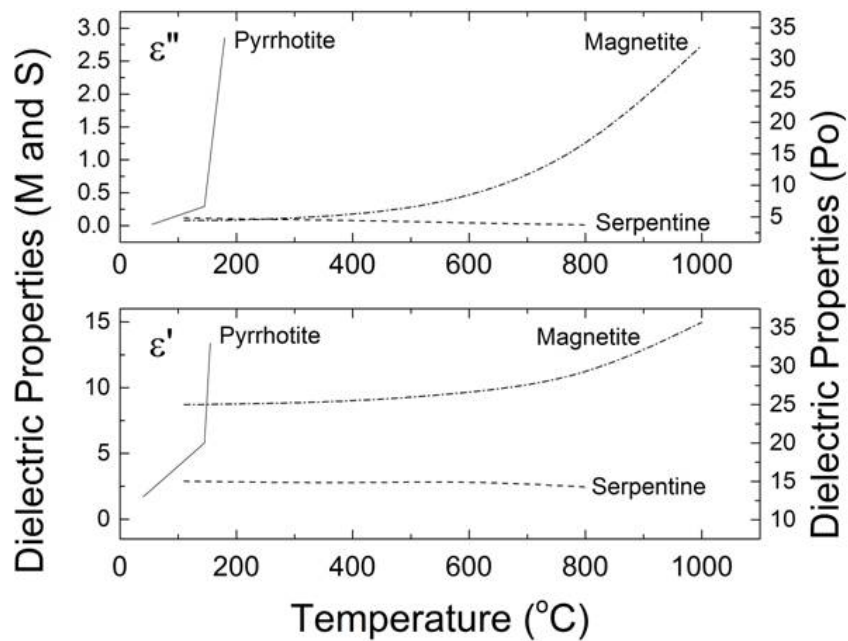 Dielectric Properties (M and S)
Dielectric Properties (Po)
ε"
Pyrrhotite
Magnetite
Serpentine
3.0
2.5
2.0
1.5
1.0
0.5
0.0
35
30
25
20
15
10
5
0 200 400 600 800 1000
ε'
Pyrrhotite
Magnetite
Serpentine
15
10
5
0
35
30
25
20
15
10
0 200 400 600 800 1000
Temperature (°C)